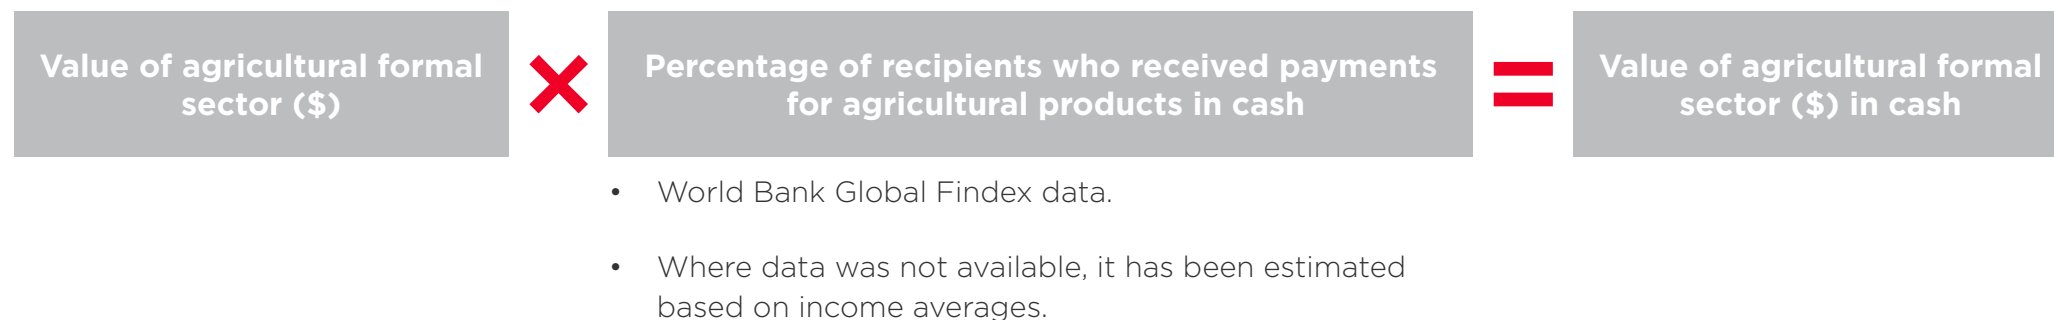 Value of agricultural formal
sector ($)
×
Percentage of recipients who received payments
for agricultural products in cash
=
Value of agricultural formal
sector ($) in cash
• World Bank Global Findex data.
• Where data was not available, it has been estimated
based on income averages.